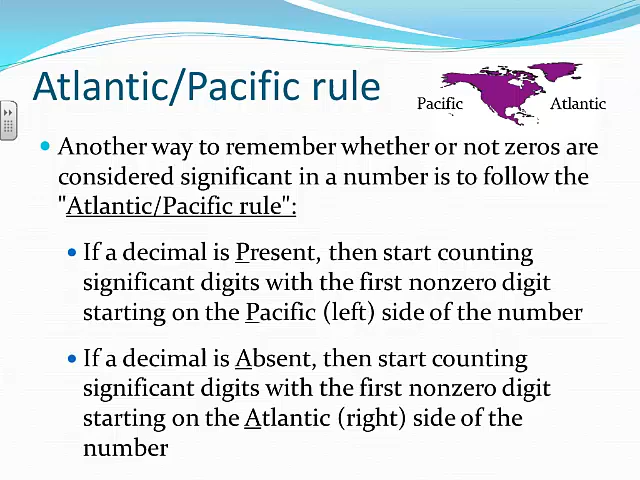 Atlantic/Pacific rule
Pacific
Atlantic
Another way to remember whether or not zeros are
considered significant in a number is to follow the
"Atlantic/Pacific rule":
If a decimal is Present, then start counting
significant digits with the first nonzero digit
starting on the Pacific (left) side of the number
If a decimal is Absent, then start counting
significant digits with the first nonzero digit
starting on the Atlantic (right) side of the
number